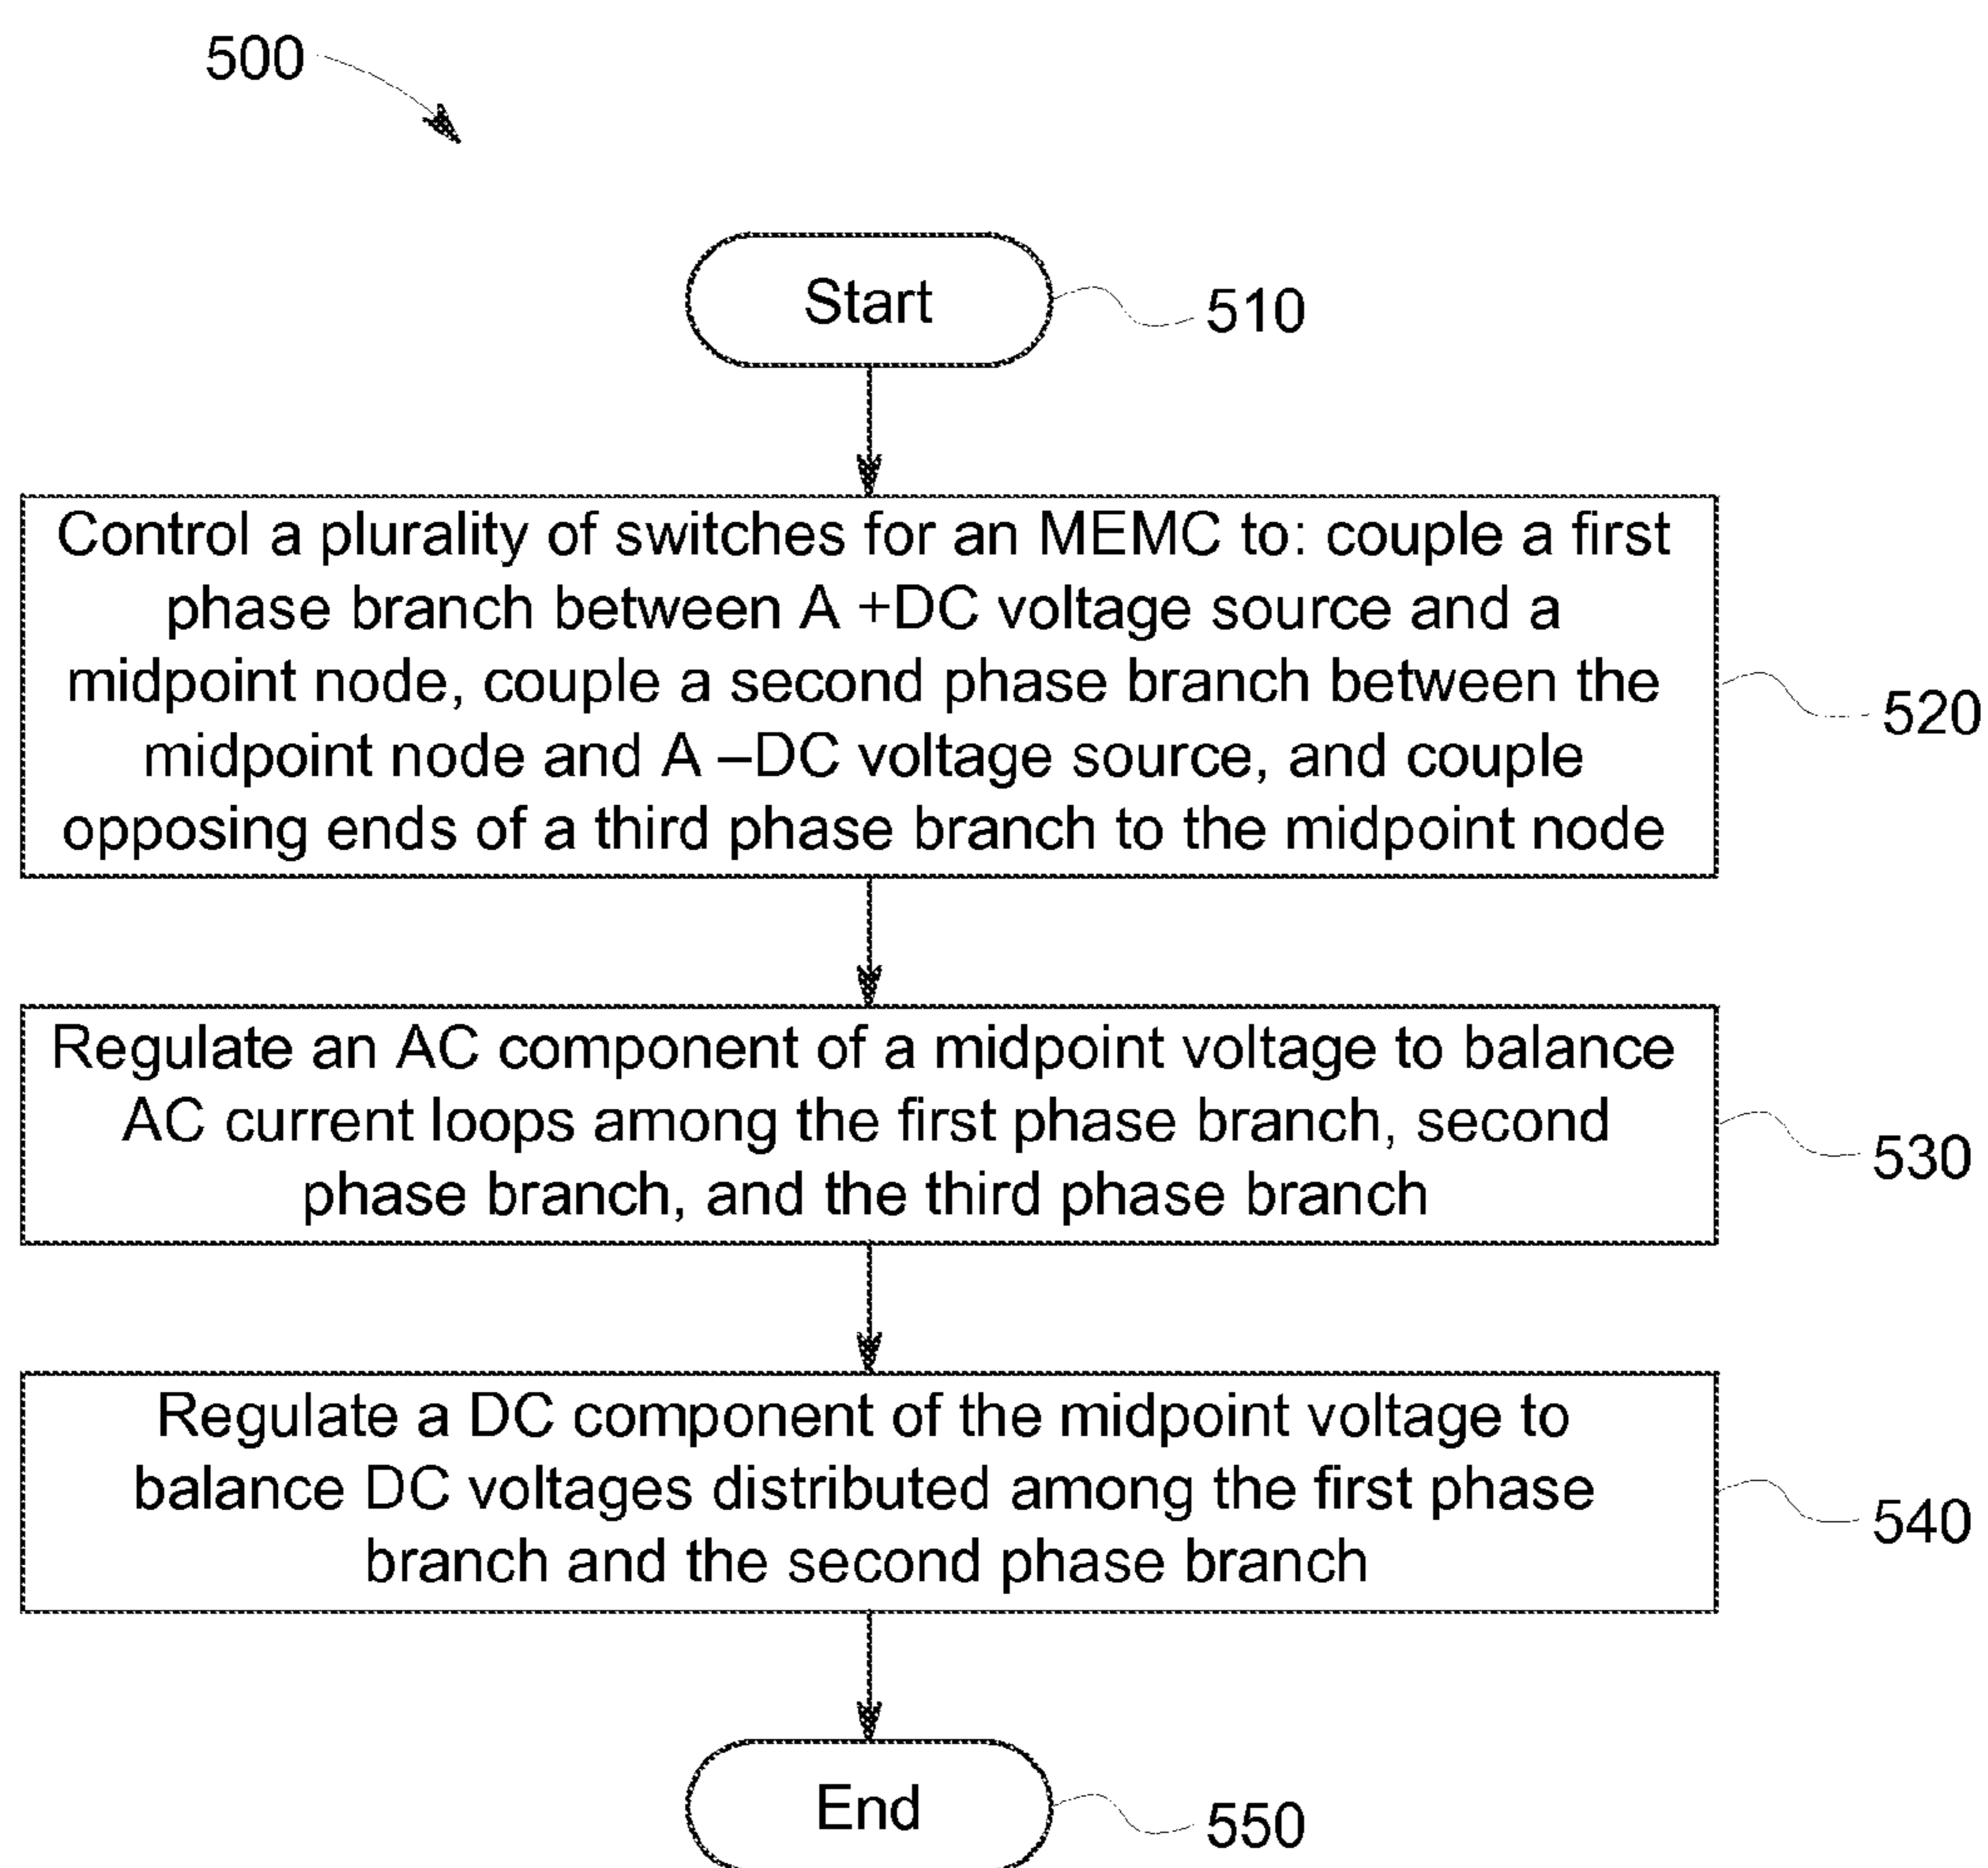 500
Start
510
Control a plurality of switches for an MEMC to: couple a first
phase branch between A +DC voltage source and a
midpoint node, couple a second phase branch between the
midpoint node and A –DC voltage source, and couple
opposing ends of a third phase branch to the midpoint node
520
Regulate an AC component of a midpoint voltage to balance
AC current loops among the first phase branch, second
phase branch, and the third phase branch
530
Regulate a DC component of the midpoint voltage to
balance DC voltages distributed among the first phase
branch and the second phase branch
540
End
550